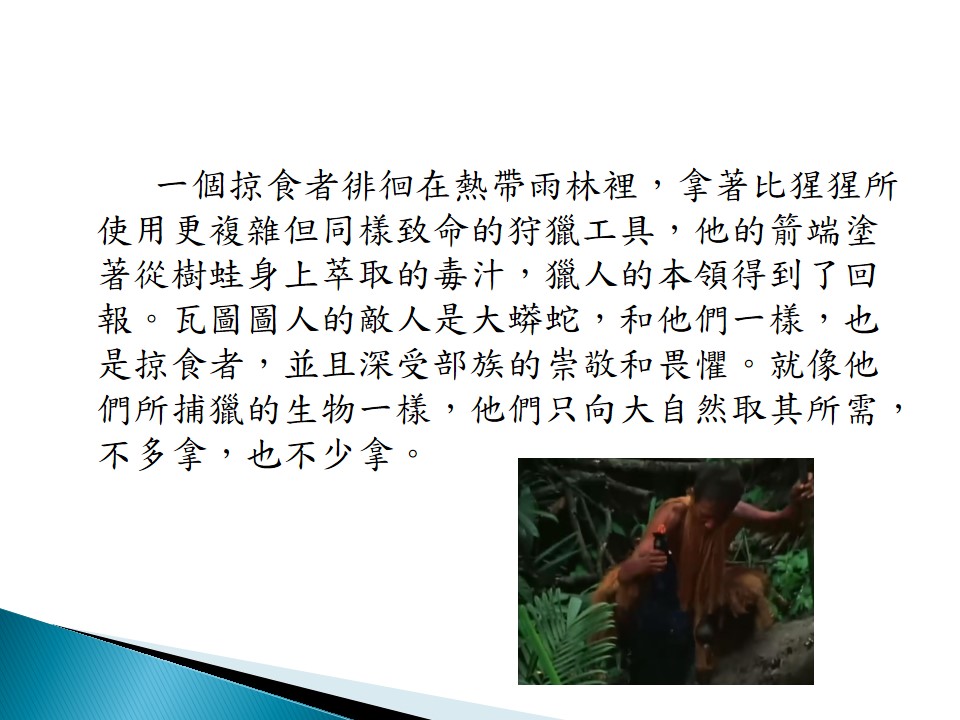 一個掠食者徘徊在熱帶雨林裡，拿著比猩猩所
使用更複雜但同樣致命的狩獵工具，他的箭端塗
著從樹蛙身上萃取的毒汁，獵人的本領得到了回
報。瓦圖圖人的敵人是大蟒蛇，和他們一樣，也
是掠食者，並且深受部族的崇敬和畏懼。就像他
們所捕獵的生物一樣，他們只向大自然取其所需，
不多拿，也不少拿。